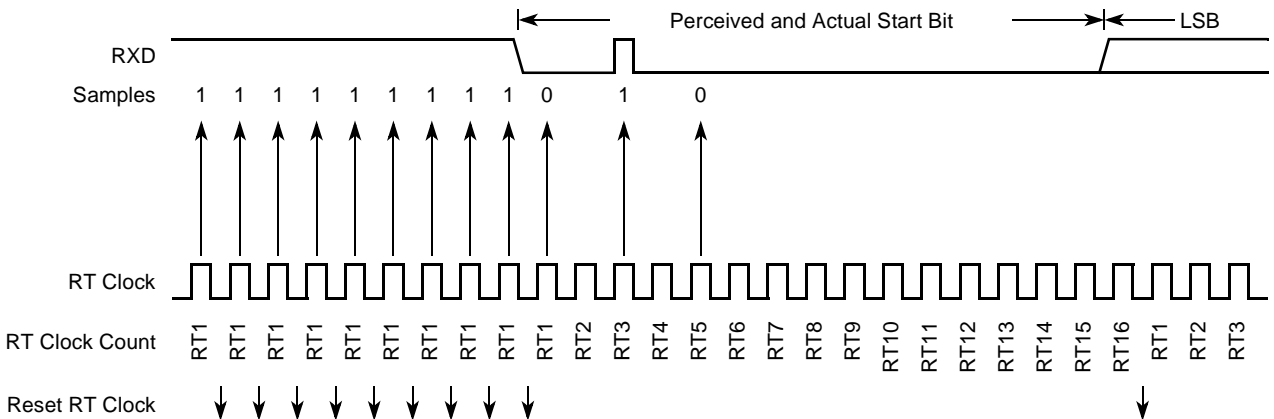 Perceived and Actual Start Bit LSB
RXD
Samples 1 1 1 1 1 1 1 1 1 0 1 0
RT Clock
RT Clock Count RT1 RT1 RT1 RT1 RT1 RT1 RT1 RT1 RT1 RT1 RT2 RT3 RT4 RT5 RT6 RT7 RT8 RT9 RT10 RT11 RT12 RT13 RT14 RT15 RT16 RT1 RT2 RT3
Reset RT Clock